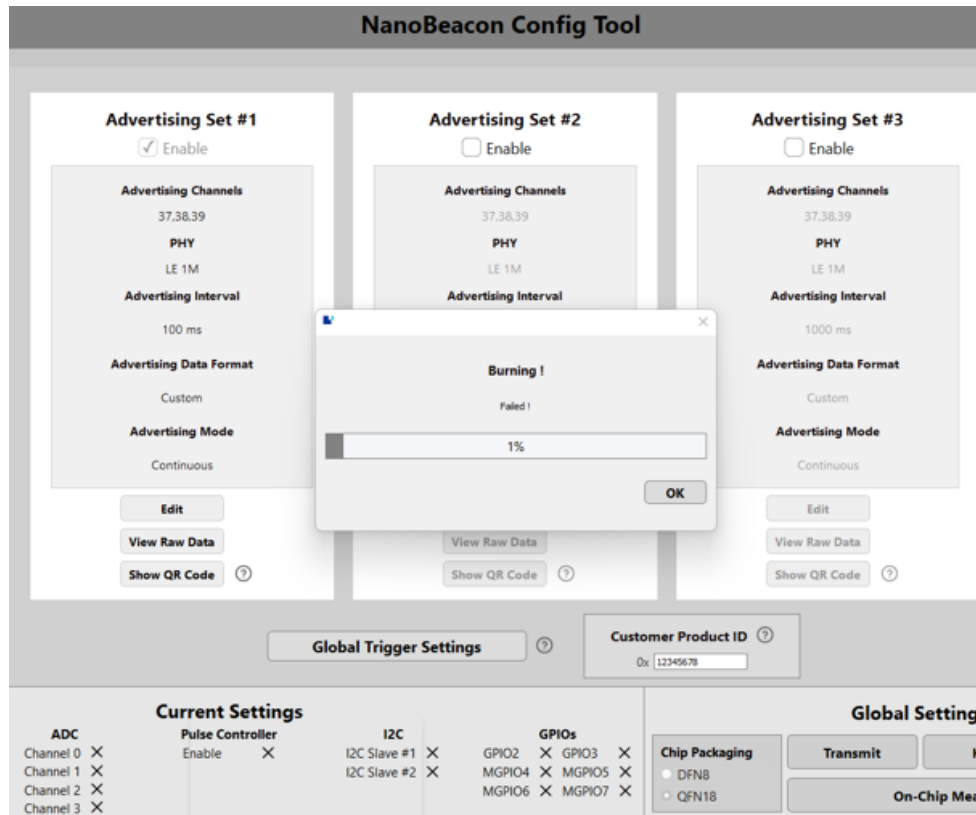 NanoBeacon Config Tool
Advertising Set #1
Enable
Advertising Channels
37,38,39
PHY
LE 1M
Advertising Interval
100 ms
Advertising Data Format
Custom
Advertising Mode
Continuous
Edit
View Raw Data
Show QR Code ?
Advertising Set #2
Enable
Advertising Channels
37,38,39
PHY
LE 1M
Advertising Interval
View Raw Data
Show QR Code ?
Advertising Set #3
Enable
Advertising Channels
37,38,39
PHY
LE 1M
Advertising Interval
1000 ms
Advertising Data Format
Custom
Advertising Mode
Continuous
Edit
View Raw Data
Show QR Code ?
Burning !
Failed !
1%
OK
Global Trigger Settings ?
Customer Product ID ?
0x 12345678
Current Settings
ADC
Channel 0
Channel 1
Channel 2
Channel 3
Pulse Controller
Enable
I2C
I2C Slave #1
I2C Slave #2
GPIOs
GPIO2 GPIO3
MGPIO4 MGPIO5
MGPIO6 MGPIO7
Global Setting
Chip Packaging
DFN8
QFN18
Transmit
On-Chip Mea